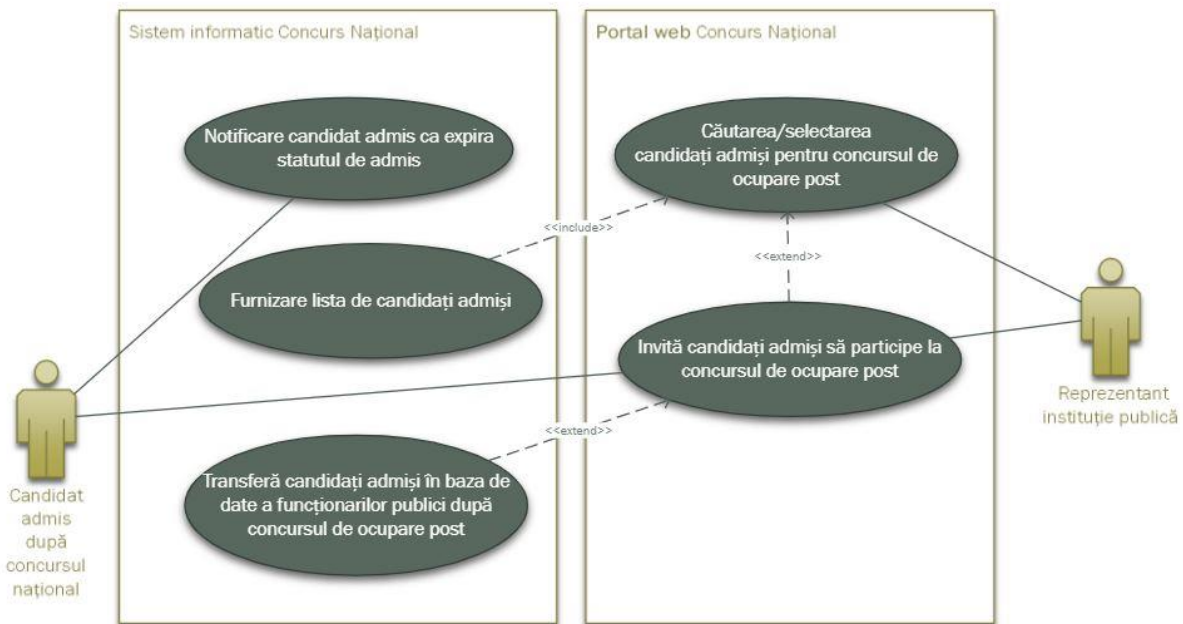 Sistem informatic Concurs Național
Portal web Concurs Național
Notificare candidat admis ca expira
statutul de admis
Căutarea/selectarea
candidați admiși pentru concursul de
ocupare post
<<include>>
<<extend>>
Furnizare lista de candidați admiși
Invită candidați admiși să participe la
concursul de ocupare post
<<extend>>
Transferă candidați admiși în baza de
date a funcționarilor publici după
concursul de ocupare post
Candidat
admis
după
concursul
național
Reprezentant
instituție publică